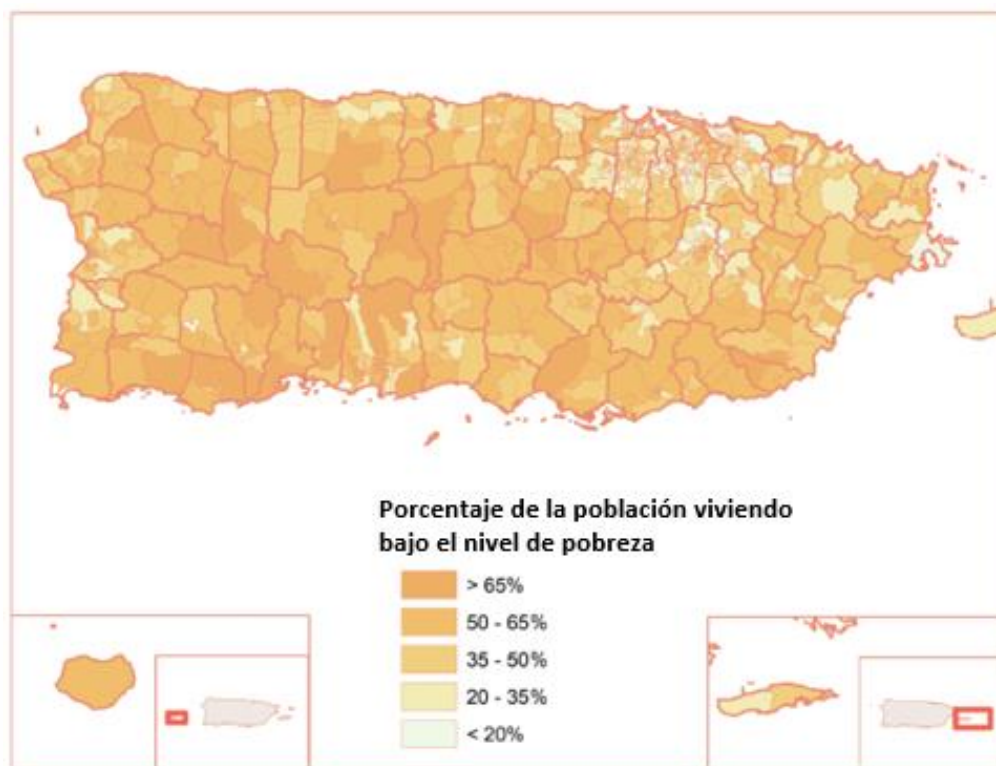 Porcentaje de la población viviendo
bajo el nivel de pobreza
> 65%
50 - 65%
35 - 50%
20 - 35%
< 20%